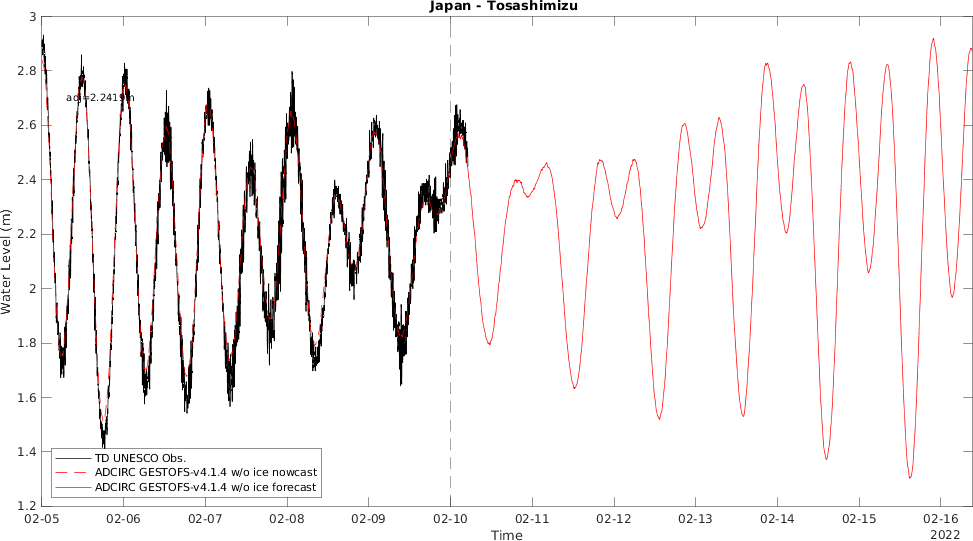 Japan - Tosashimizu
3
2.8
2.6
2.4
2.2
2
1.8
1.6
1.4
1.2
Water Level (m)
adj=2.2419m
TD UNESCO Obs.
ADCIRC GESTOFS-v4.1.4 w/o ice nowcast
ADCIRC GESTOFS-v4.1.4 w/o ice forecast
02-05 02-06 02-07 02-08 02-09 02-10 02-11 02-12 02-13 02-14 02-15 02-16
2022
Time